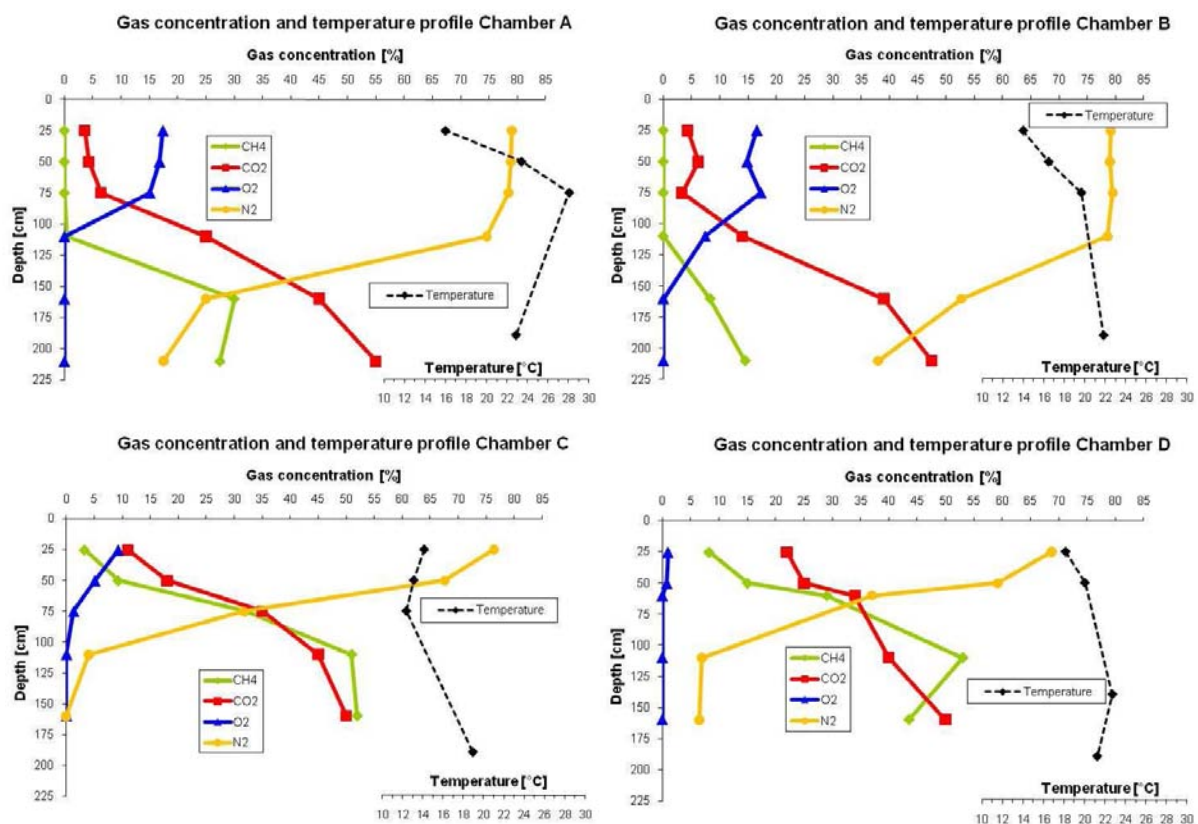 Gas concentration and temperature profile Chamber A
Gas concentration [%]
0 5 10 15 20 25 30 35 40 45 50 55 60 65 70 75 80 85
Depth [cm]
0
25
50
75
100
125
150
175
200
225
CH4
CO2
O2
N2
Temperature
Temperature [°C]
10 12 14 16 18 20 22 24 26 28 30
Gas concentration and temperature profile Chamber B
Gas concentration [%]
0 5 10 15 20 25 30 35 40 45 50 55 60 65 70 75 80 85
Depth [cm]
0
25
50
75
100
125
150
175
200
225
Temperature
CH4
CO2
O2
N2
Temperature [°C]
10 12 14 16 18 20 22 24 26 28 30
Gas concentration and temperature profile Chamber C
Gas concentration [%]
0 5 10 15 20 25 30 35 40 45 50 55 60 65 70 75 80 85
Depth [cm]
0
25
50
75
100
125
150
175
200
225
Temperature
CH4
CO2
O2
N2
Temperature [°C]
10 12 14 16 18 20 22 24 26 28 30
Gas concentration and temperature profile Chamber D
Gas concentration [%]
0 5 10 15 20 25 30 35 40 45 50 55 60 65 70 75 80 85
Depth [cm]
0
25
50
75
100
125
150
175
200
225
CH4
CO2
O2
N2
Temperature
Temperature [°C]
10 12 14 16 18 20 22 24 26 28 30